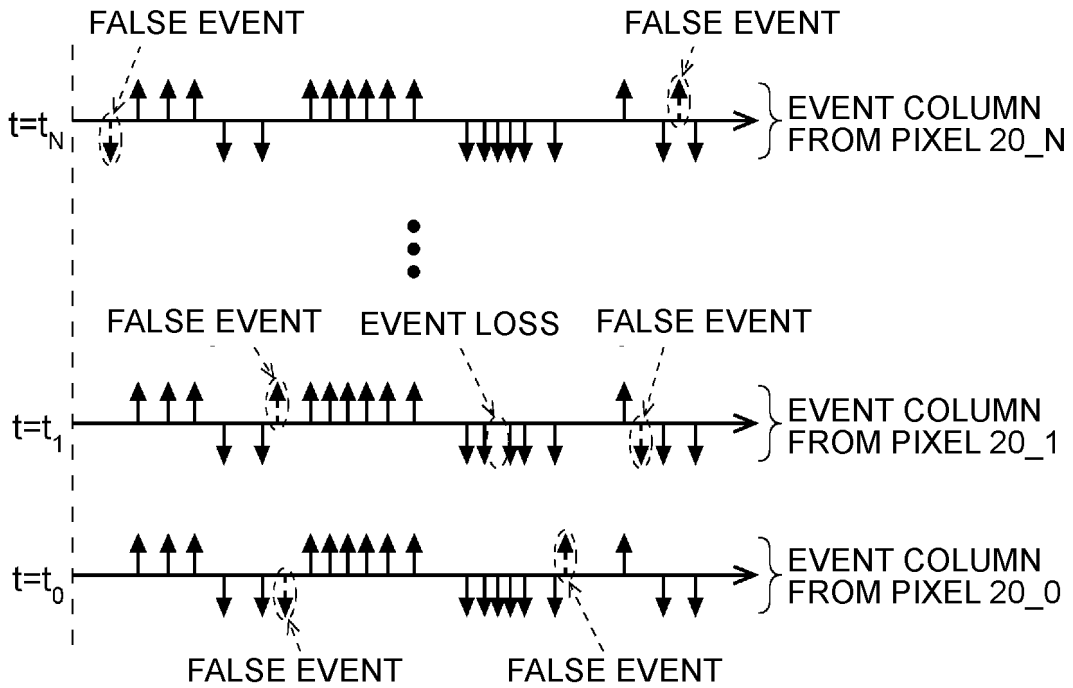 FALSE EVENT
FALSE EVENT
t=tN
EVENT COLUMN
FROM PIXEL 20_N
FALSE EVENT
EVENT LOSS
FALSE EVENT
t=t1
EVENT COLUMN
FROM PIXEL 20_1
t=t0
EVENT COLUMN
FROM PIXEL 20_0
FALSE EVENT
FALSE EVENT